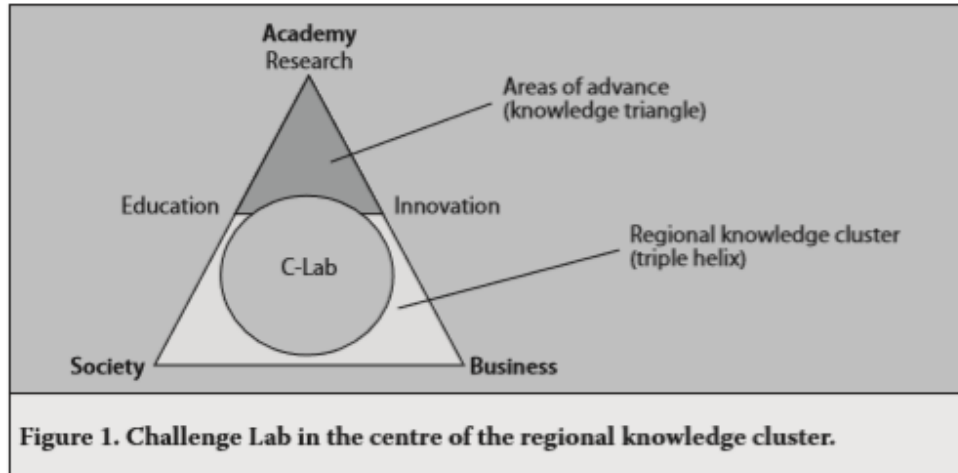 Academy
Research
Areas of advance
(knowledge triangle)
Education
Innovation
Regional knowledge cluster
(triple helix)
C-Lab
Society
Business
Figure 1. Challenge Lab in the centre of the regional knowledge cluster.